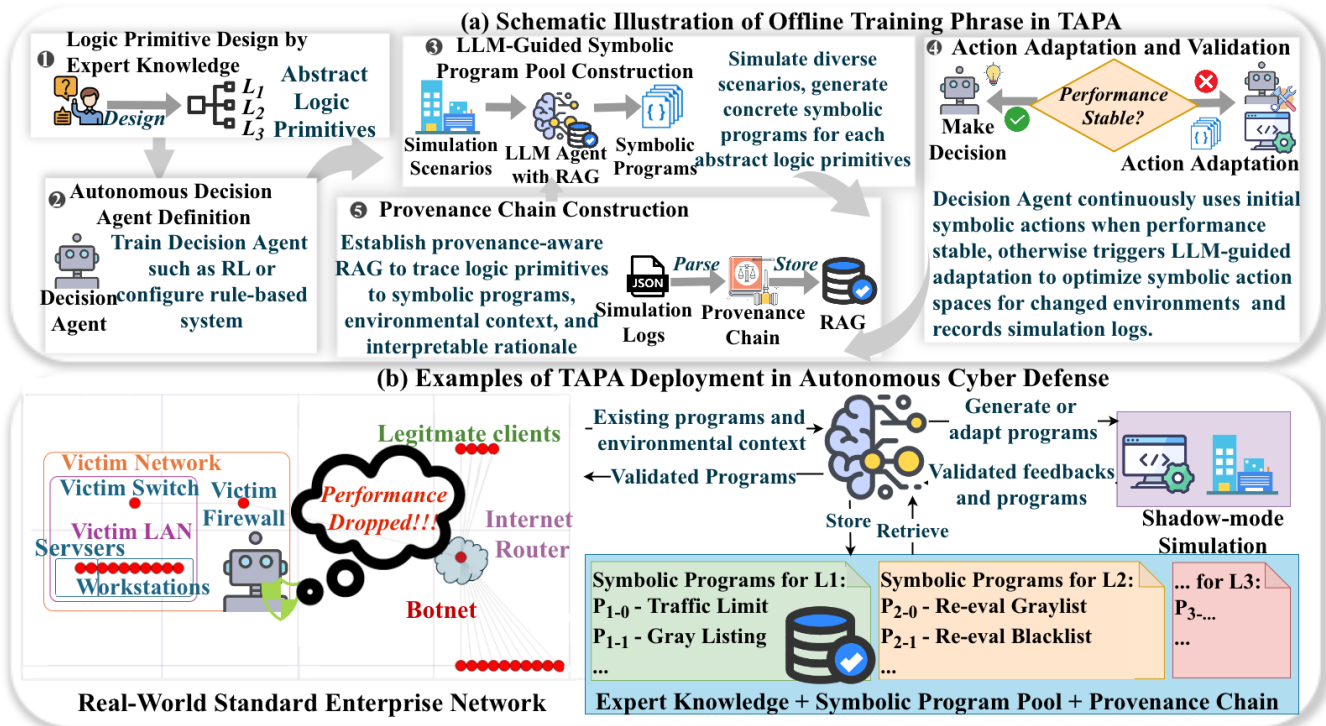 (a) Schematic Illustration of Offline Training Phrase in TAPA
❶ Logic Primitive Design by
Expert Knowledge
Design
L1
L2
L3
Abstract
Logic
Primitives
❷ Autonomous Decision
Agent Definition
Decision
Agent
Train Decision Agent
such as RL or
configure rule-based
system
❸ LLM-Guided Symbolic
Program Pool Construction
Simulation
Scenarios
LLM Agent
with RAG
Symbolic
Programs
Simulate diverse
scenarios, generate
concrete symbolic
programs for each
abstract logic primitives
❹ Action Adaptation and Validation
Make
Decision
Performance
Stable?
Action Adaptation
Decision Agent continuously uses initial
symbolic actions when performance
stable, otherwise triggers LLM-guided
adaptation to optimize symbolic action
spaces for changed environments and
records simulation logs.
❺ Provenance Chain Construction
Establish provenance-aware
RAG to trace logic primitives
to symbolic programs,
environmental context, and
interpretable rationale
JSON
Simulation
Logs
Parse
Provenance
Chain
Store
RAG
(b) Examples of TAPA Deployment in Autonomous Cyber Defense
Legitmate clients
Victim Network
Victim Switch
Victim
Firewall
Victim LAN
Servsers
Workstations
Performance
Dropped!!!
Internet
Router
Botnet
Real-World Standard Enterprise Network
Existing programs and
environmental context
Validated Programs
Generate or
adapt programs
Validated feedbacks
and programs
Store
Retrieve
Shadow-mode
Simulation
Symbolic Programs for L1:
P1-0 - Traffic Limit
P1-1 - Gray Listing
...
Symbolic Programs for L2:
P2-0 - Re-eval Graylist
P2-1 - Re-eval Blacklist
...
... for L3:
P3-...
...
Expert Knowledge + Symbolic Program Pool + Provenance Chain